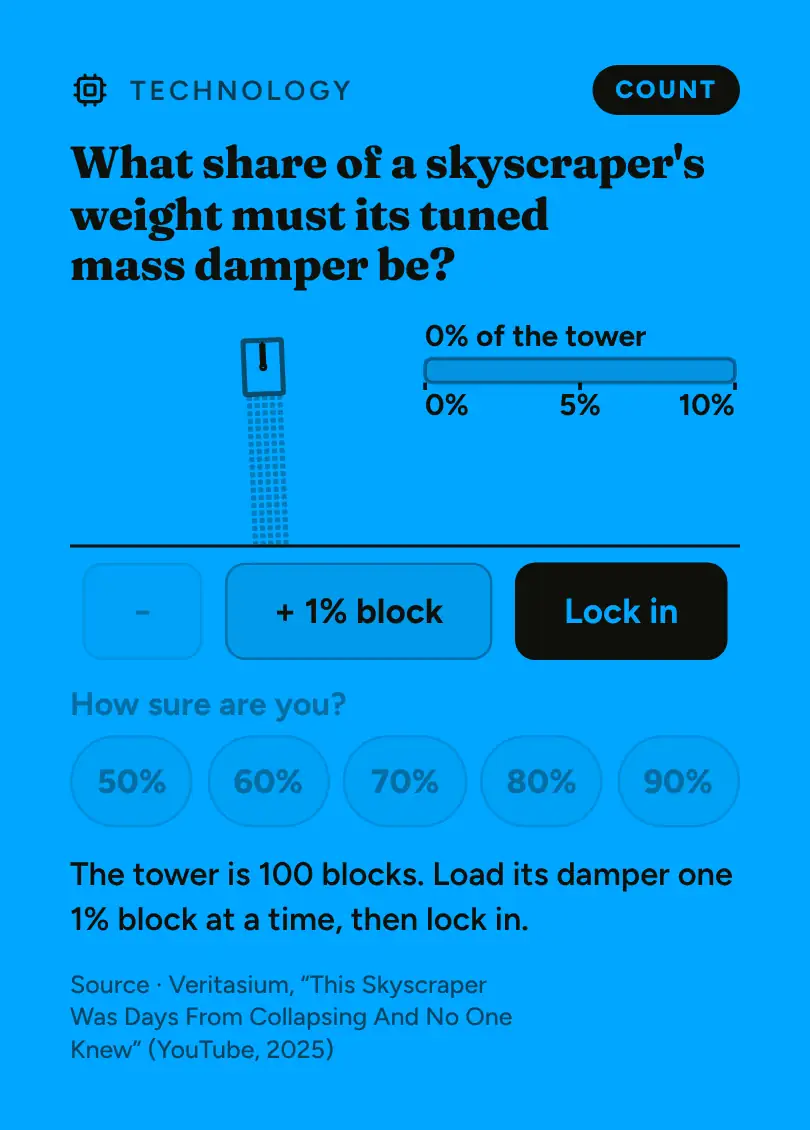 TECHNOLOGY
COUNT
What share of a skyscraper's
weight must its tuned
mass damper be?
0% of the tower
0% 5% 10%
–
+ 1% block
Lock in
How sure are you?
50% 60% 70% 80% 90%
The tower is 100 blocks. Load its damper one
1% block at a time, then lock in.
Source · Veritasium, “This Skyscraper
Was Days From Collapsing And No One
Knew” (YouTube, 2025)